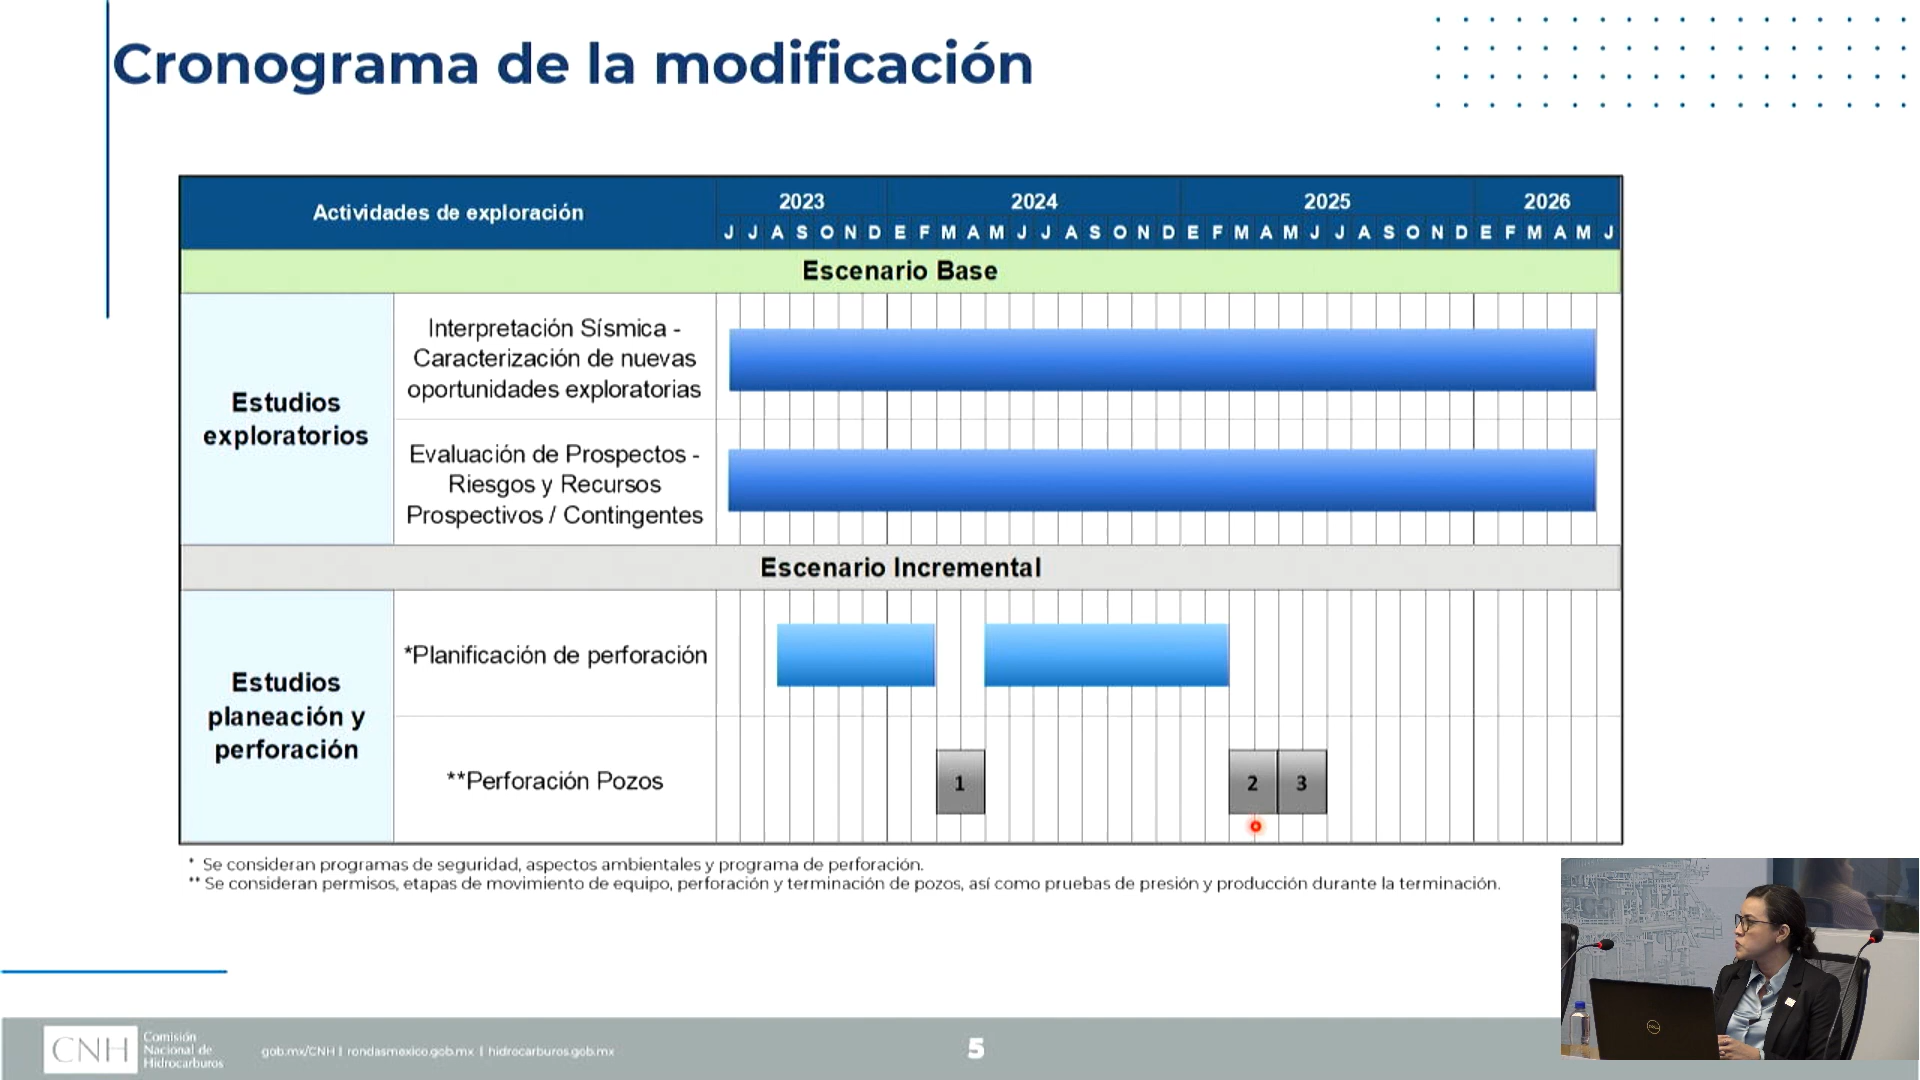 Cronograma de la modificación
Actividades de exploración
2023 2024 2025 2026
J J A S O N D E F M A M J J A S O N D E F M A M J J A S O N D E F M A M J
Escenario Base
Estudios
exploratorios
Interpretación Sísmica -
Caracterización de nuevas
oportunidades exploratorias
Evaluación de Prospectos -
Riesgos y Recursos
Prospectivos / Contingentes
Escenario Incremental
Estudios
planeación y
perforación
*Planificación de perforación
**Perforación Pozos
1 2 3
* Se consideran programas de seguridad, aspectos ambientales y programa de perforación.
** Se consideran permisos, etapas de movimiento de equipo, perforación y terminación de pozos, así como pruebas de presión y producción durante la terminación.
CNH
Comisión
Nacional de
Hidrocarburos
gob.mx/CNH | rondasmexico.gob.mx | hidrocarburos.gob.mx
5